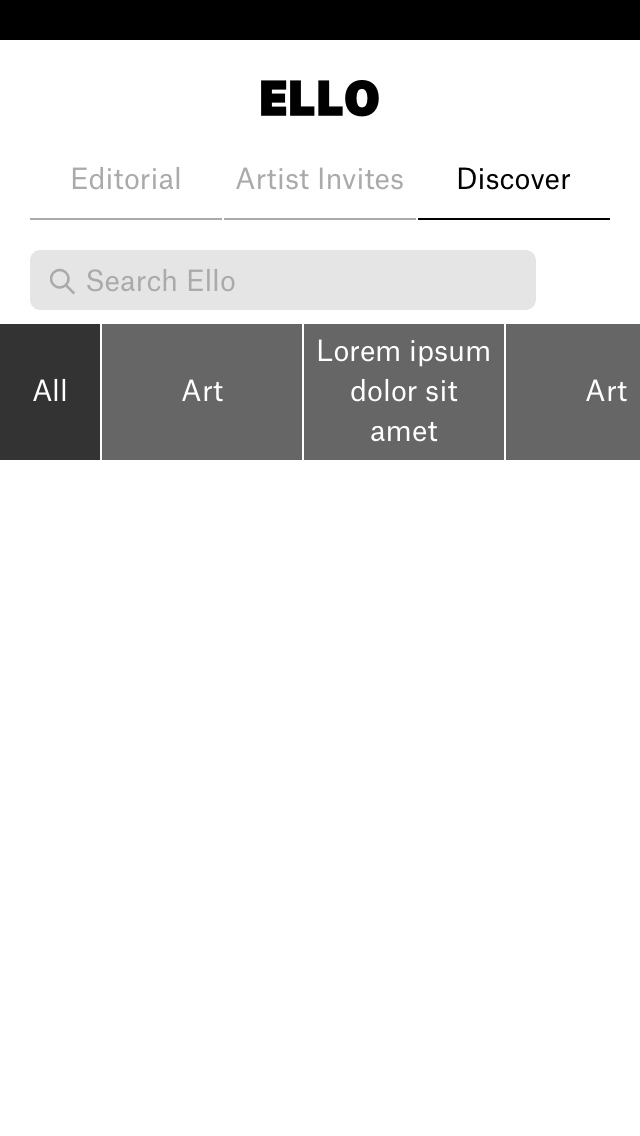 ELLO
Editorial
Artist Invites
Discover
Search Ello
All
Art
Lorem ipsum
dolor sit
amet
Art